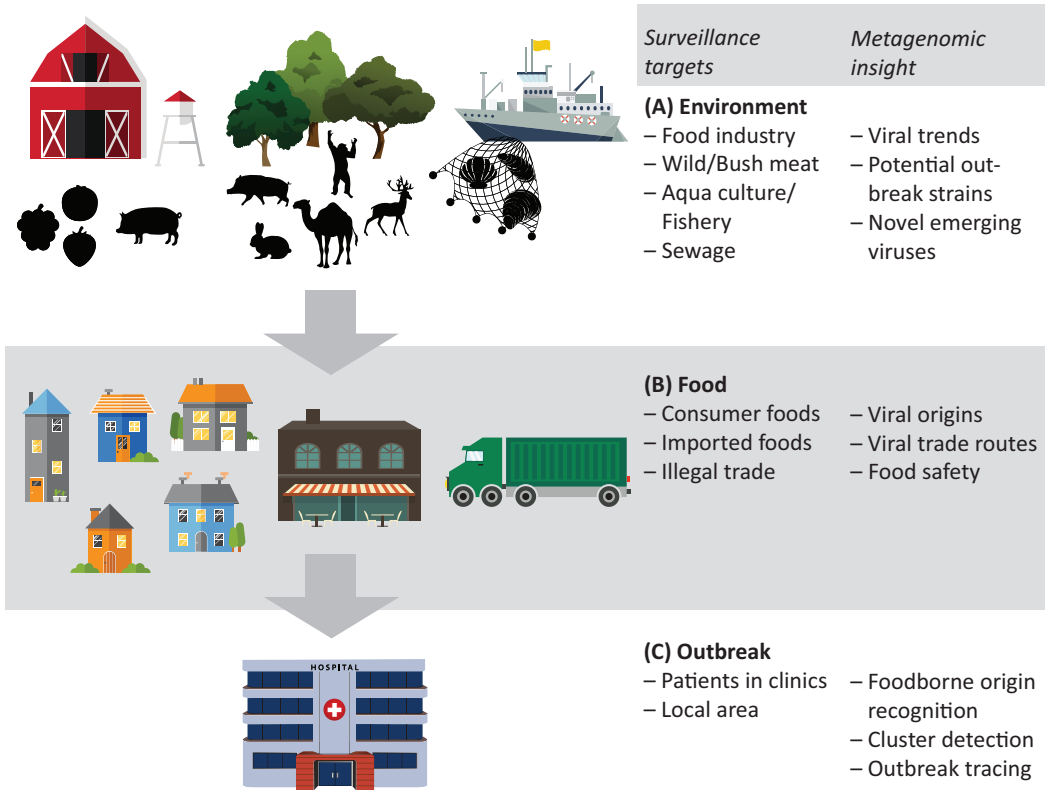 Surveillance targets
Metagenomic insight
(A) Environment
– Food industry
– Wild/Bush meat
– Aqua culture/
Fishery
– Sewage
– Viral trends
– Potential out-
break strains
– Novel emerging
viruses
(B) Food
– Consumer foods
– Imported foods
– Illegal trade
– Viral origins
– Viral trade routes
– Food safety
HOSPITAL
(C) Outbreak
– Patients in clinics
– Local area
– Foodborne origin
recognition
– Cluster detection
– Outbreak tracing